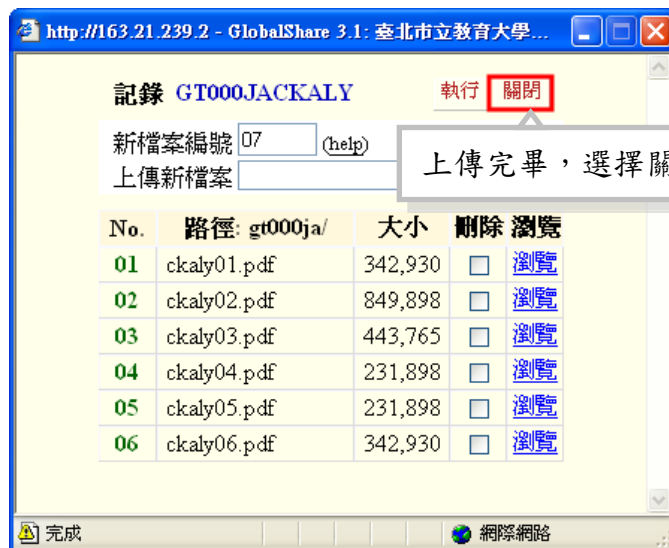 http://163.21.239.2 - GlobalShare 3.1: 臺北市立教育大學...
記錄 GT000JACKALY 執行 關閉
新檔案編號 07 (help)
上傳新檔案
上傳完畢，選擇關
No. 路徑: gt000ja/ 大小 刪除 瀏覽
01 ckaly01.pdf 342,930 瀏覽
02 ckaly02.pdf 849,898 瀏覽
03 ckaly03.pdf 443,765 瀏覽
04 ckaly04.pdf 231,898 瀏覽
05 ckaly05.pdf 231,898 瀏覽
06 ckaly06.pdf 342,930 瀏覽
完成 網際網路